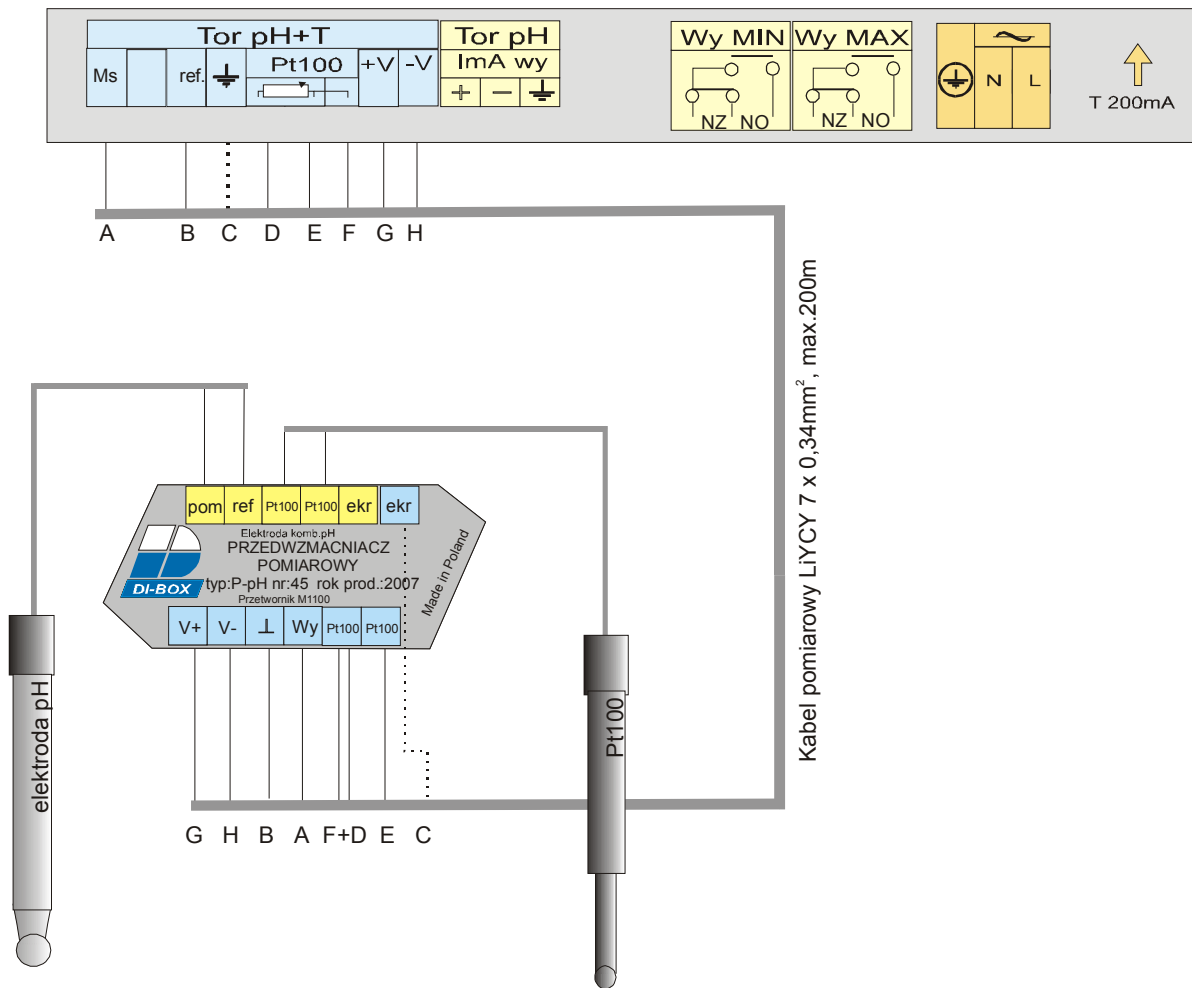 Tor pH+T
Tor pH
Wy MIN
Wy MAX
Ms
ref.
Pt100
+V
-V
ImA wy
+ −
NZ NO
NZ NO
N
L
T 200mA
A B C D E F G H
Kabel pomiarowy LiYCY 7 x 0,34mm², max.200m
pom
ref
Pt100
Pt100
ekr
ekr
Elektroda komb.pH
PRZEDWZMACNIACZ
POMIAROWY
typ:P-pH nr:45 rok prod.:2007
Przetwornik M1100
DI-BOX
Made in Poland
V+
V-
⊥
Wy
Pt100
Pt100
elektroda pH
Pt100
G H B A F+D E C